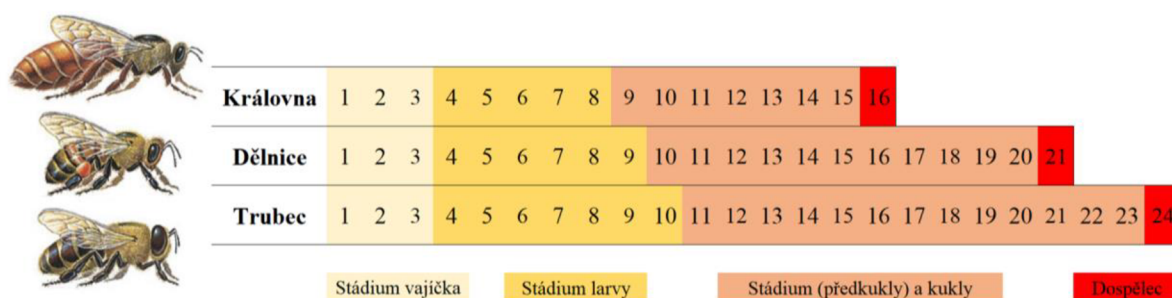 Královna 1 2 3 4 5 6 7 8 9 10 11 12 13 14 15 16
Dělnice 1 2 3 4 5 6 7 8 9 10 11 12 13 14 15 16 17 18 19 20 21
Trubec 1 2 3 4 5 6 7 8 9 10 11 12 13 14 15 16 17 18 19 20 21 22 23 24
Stádium vajíčka Stádium larvy Stádium (předkukly) a kukly Dospělec